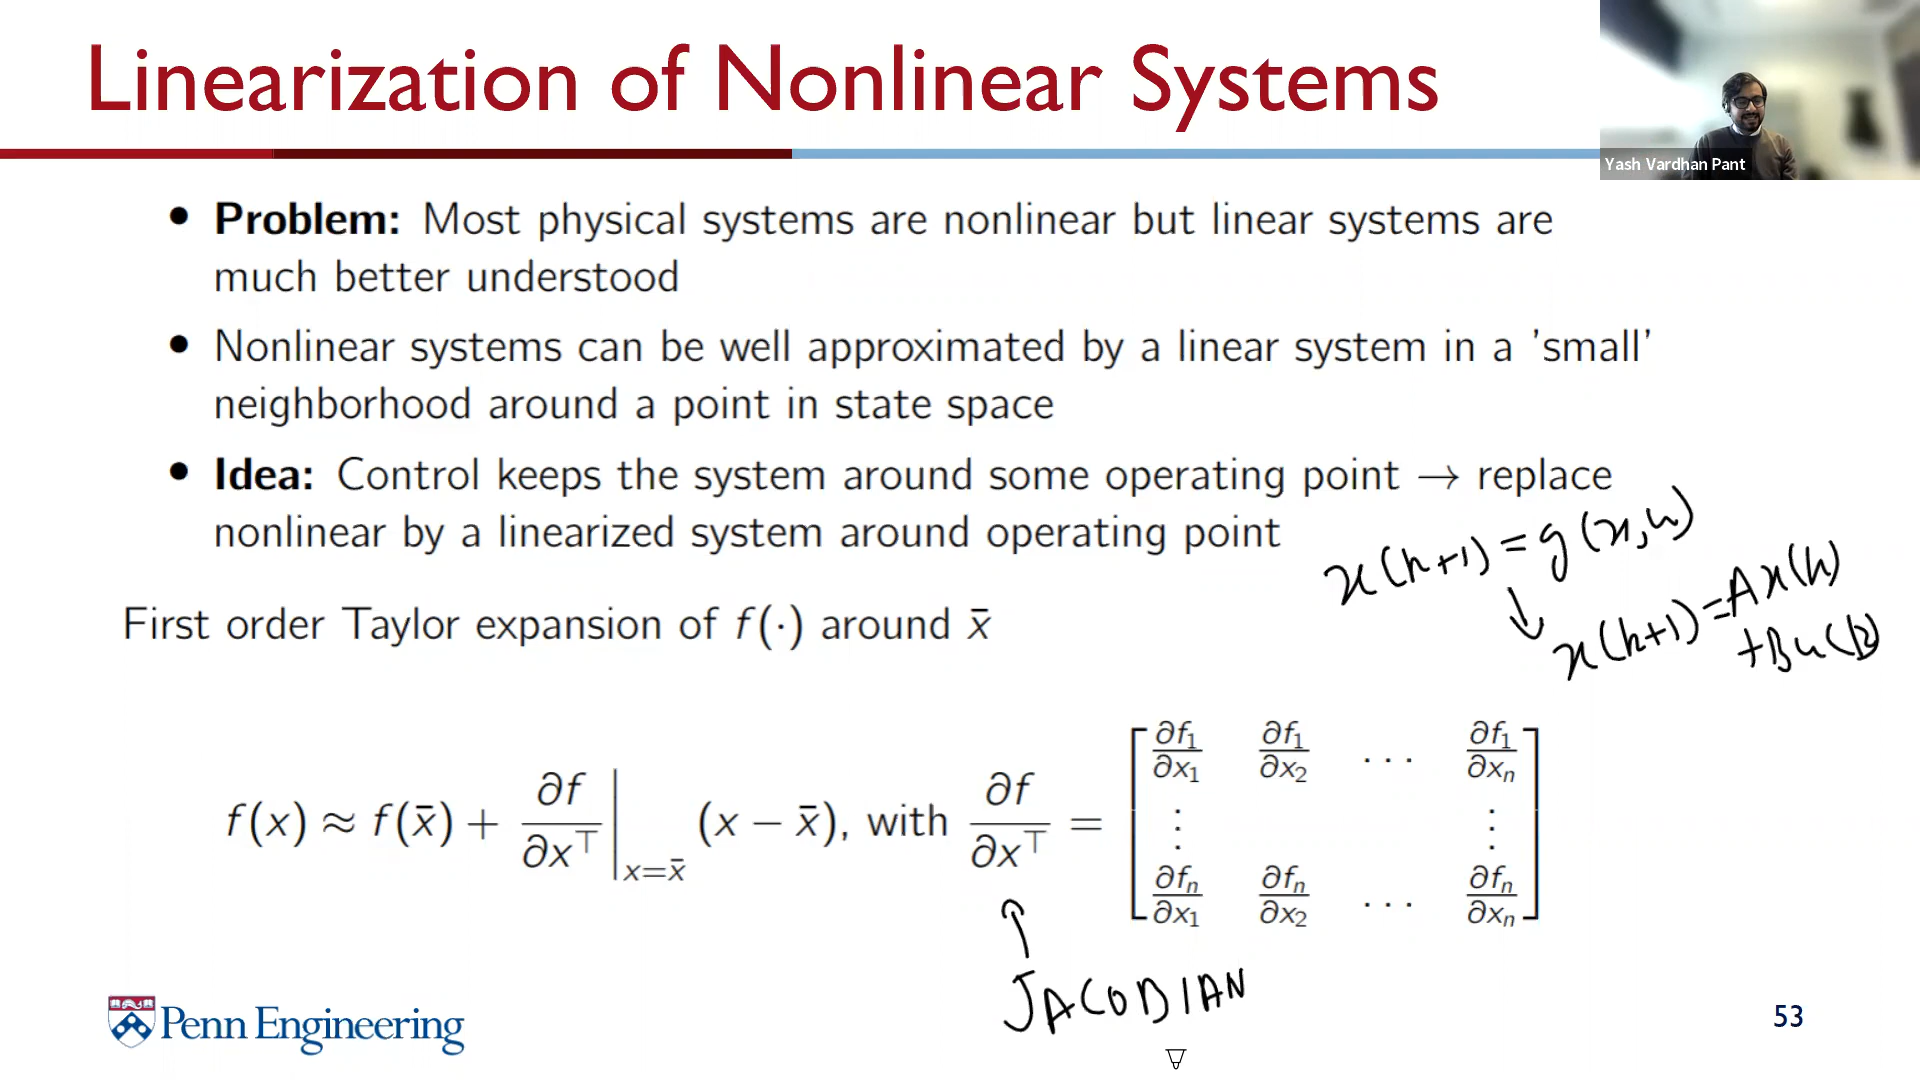 Linearization of Nonlinear Systems
Yash Vardhan Pant
• Problem: Most physical systems are nonlinear but linear systems are
much better understood
• Nonlinear systems can be well approximated by a linear system in a 'small'
neighborhood around a point in state space
• Idea: Control keeps the system around some operating point → replace
nonlinear by a linearized system around operating point
x(k+1) = g(x,u)
↓
x(k+1) = Ax(k)
+Bu(k)
First order Taylor expansion of f(·) around x̄
f(x) ≈ f(x̄) + ∂f/∂x⊤ |x=x̄ (x − x̄), with ∂f/∂x⊤ = [ ∂f1/∂x1 ∂f1/∂x2 ... ∂f1/∂xn
⋮ ⋮
∂fn/∂x1 ∂fn/∂x2 ... ∂fn/∂xn ]
↑
JACOBIAN
Penn Engineering
53